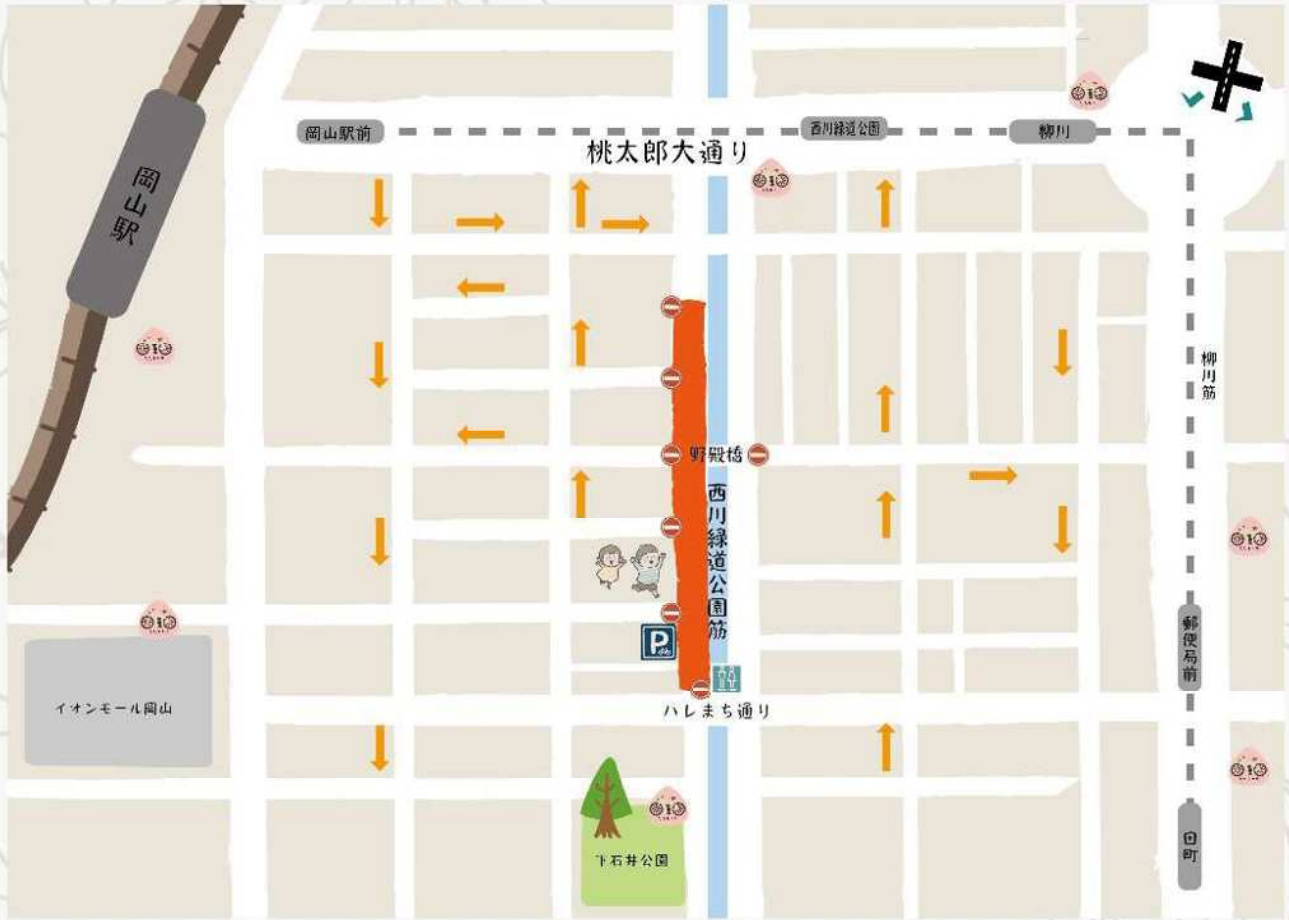 岡山駅前
西川緑道公園
柳川
桃太郎大通り
岡山駅
柳川筋
野殿橋
西川緑道公園筋
P
郵便局前
イオンモール岡山
ハレまち通り
下石井公園
田町